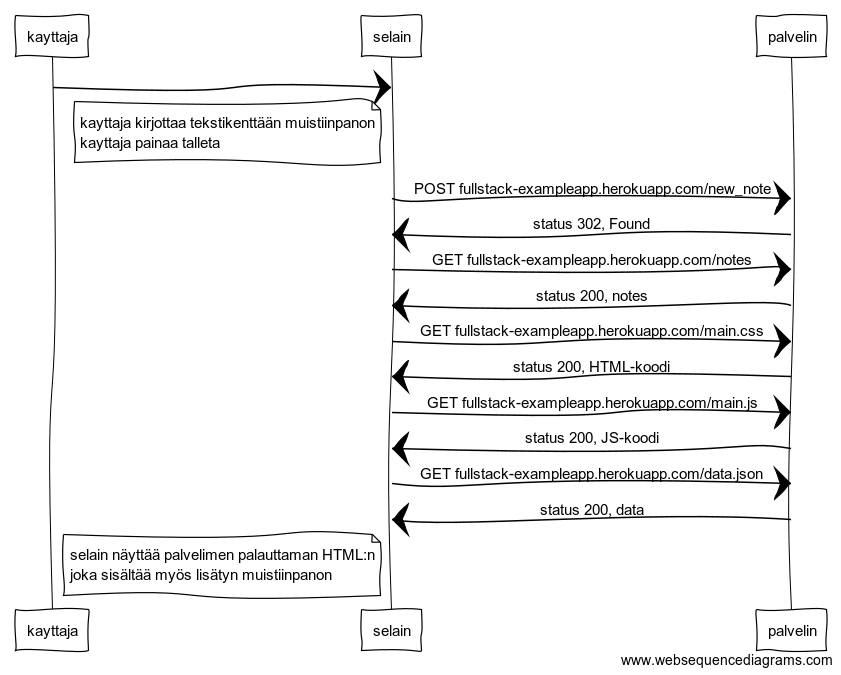 kayttaja selain palvelin
kayttaja kirjottaa tekstikenttään muistiinpanon
kayttaja painaa talleta
POST fullstack-exampleapp.herokuapp.com/new_note
status 302, Found
GET fullstack-exampleapp.herokuapp.com/notes
status 200, notes
GET fullstack-exampleapp.herokuapp.com/main.css
status 200, HTML-koodi
GET fullstack-exampleapp.herokuapp.com/main.js
status 200, JS-koodi
GET fullstack-exampleapp.herokuapp.com/data.json
status 200, data
selain näyttää palvelimen palauttaman HTML:n
joka sisältää myös lisätyn muistiinpanon
kayttaja selain palvelin
www.websequencediagrams.com